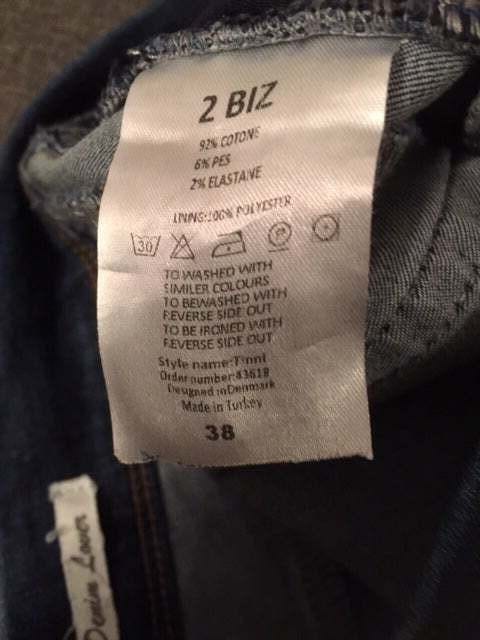 2 BIZ
92% COTONE
6% PES
2% ELASTAINE
LINING:100% POLYESTER
30 P
TO WASHED WITH
SIMILER COLOURS
TO BEWASHED WITH
REVERSE SIDE OUT
TO BE IRONED WITH
REVERSE SIDE OUT
Style name:Tinni
Order number:43618
Designed in Denmark
Made in Turkey
38
Denim Lover